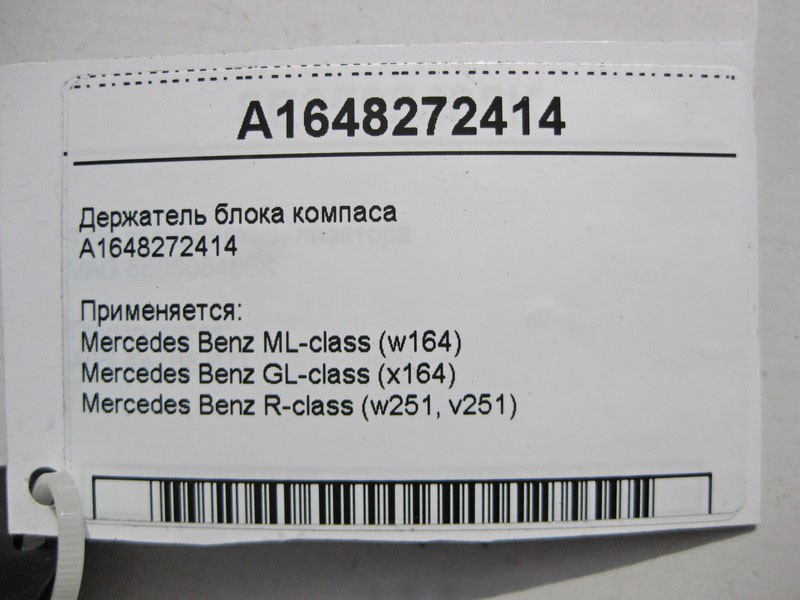 A1648272414
Держатель блока компаса
A1648272414
Применяется:
Mercedes Benz ML-class (w164)
Mercedes Benz GL-class (x164)
Mercedes Benz R-class (w251, v251)